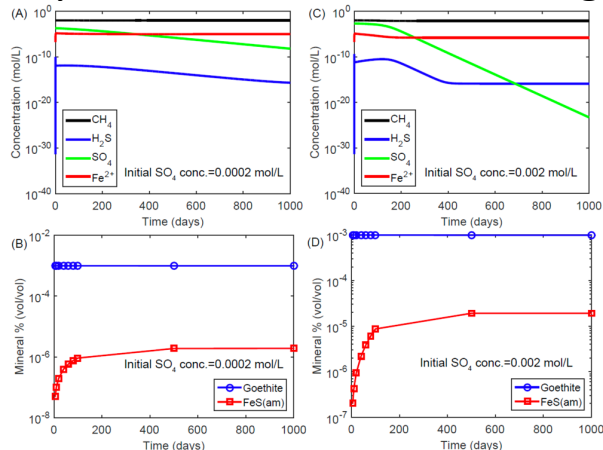 (A)
10^0
10^-10
10^-20
10^-30
10^-40
Concentration (mol/L)
CH4
H2S
SO4
Fe2+
Initial SO4 conc.=0.0002 mol/L
0 200 400 600 800 1000
Time (days)
(C)
10^0
10^-10
10^-20
10^-30
10^-40
Concentration (mol/L)
CH4
H2S
SO4
Fe2+
Initial SO4 conc.=0.002 mol/L
0 200 400 600 800 1000
Time (days)
(B)
10^-2
10^-4
10^-6
10^-8
Mineral % (vol/vol)
Initial SO4 conc.=0.0002 mol/L
Goethite
FeS(am)
0 200 400 600 800 1000
Time (days)
(D)
10^-3
10^-4
10^-5
10^-6
10^-7
Mineral % (vol/vol)
Initial SO4 conc.=0.002 mol/L
Goethite
FeS(am)
0 200 400 600 800 1000
Time (days)